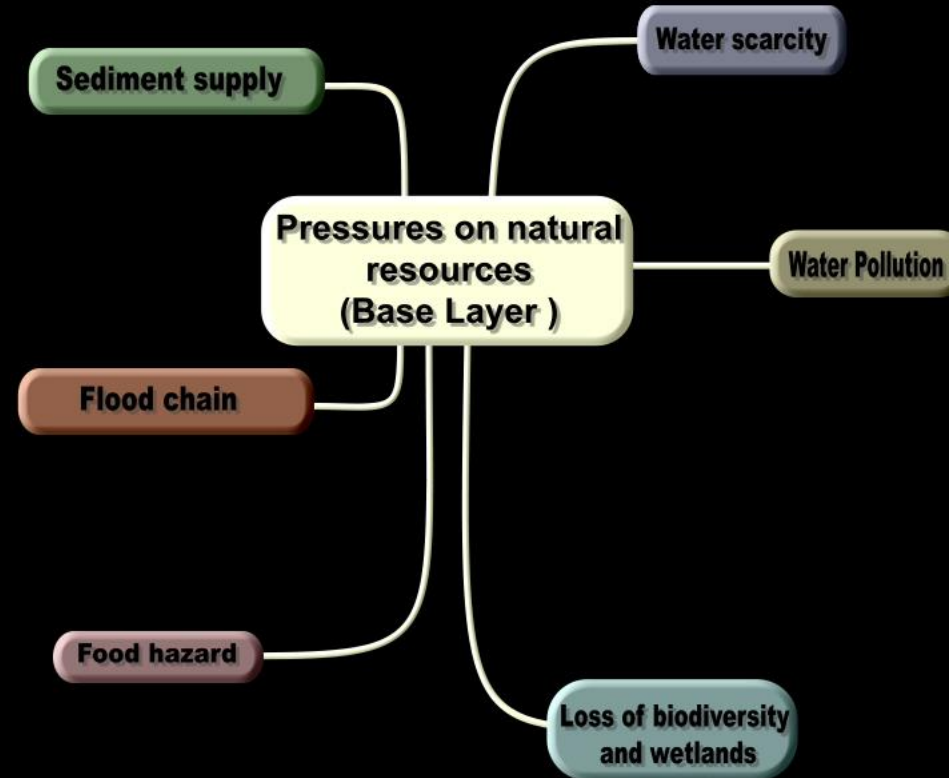 Water scarcity
Sediment supply
Pressures on natural
resources
(Base Layer )
Water Pollution
Flood chain
Food hazard
Loss of biodiversity
and wetlands